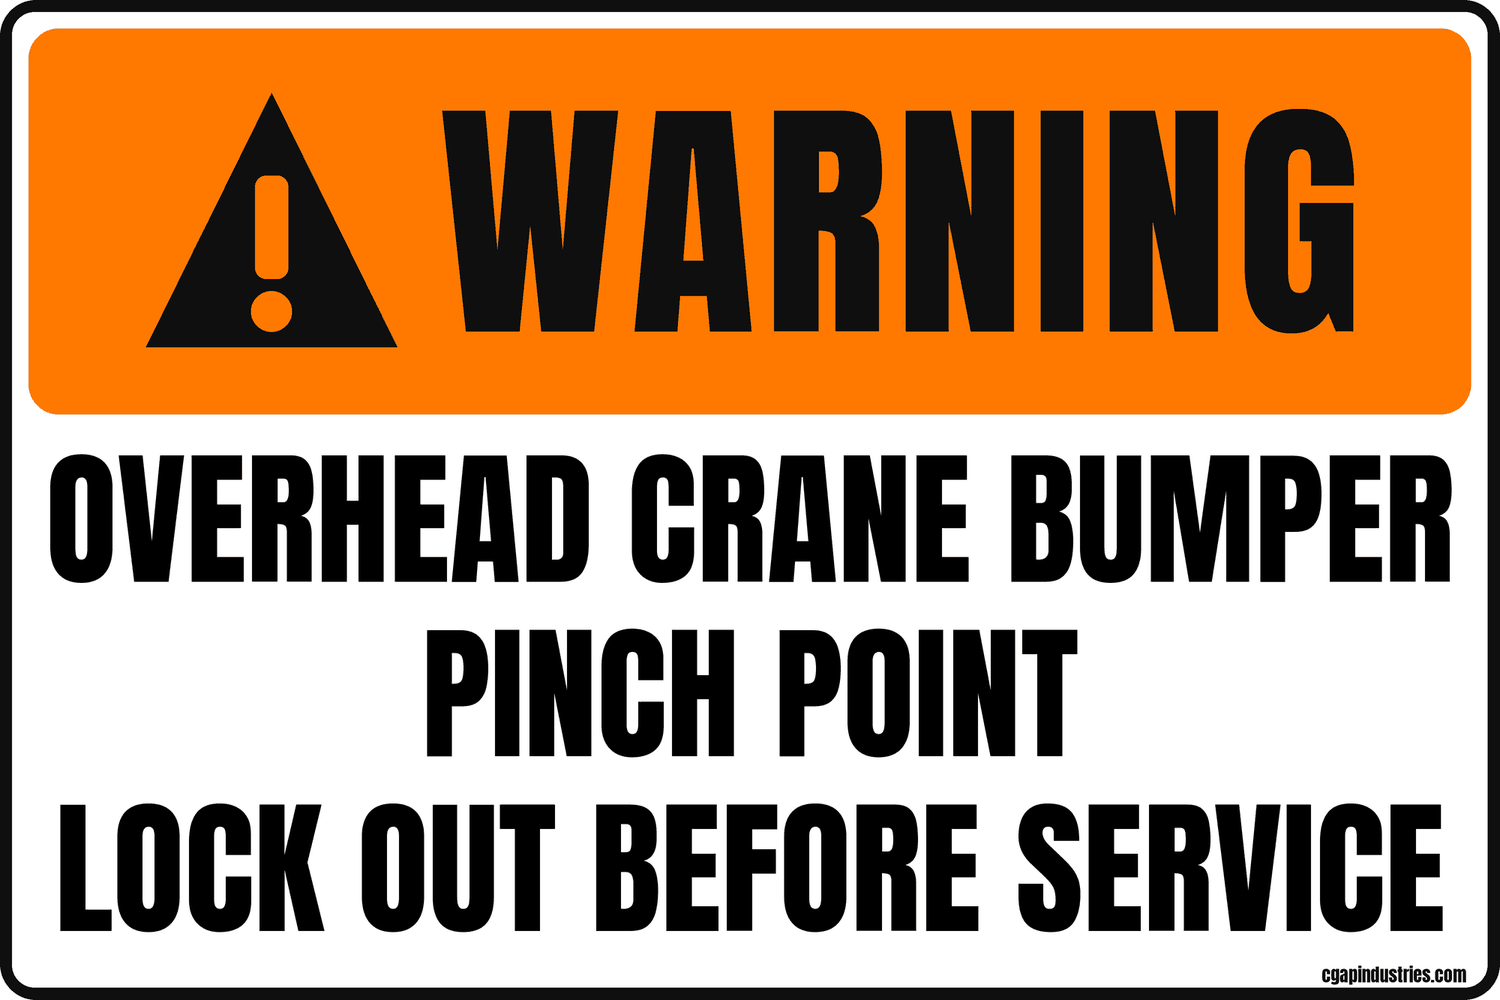 WARNING
OVERHEAD CRANE BUMPER
PINCH POINT
LOCK OUT BEFORE SERVICE
cgapindustries.com